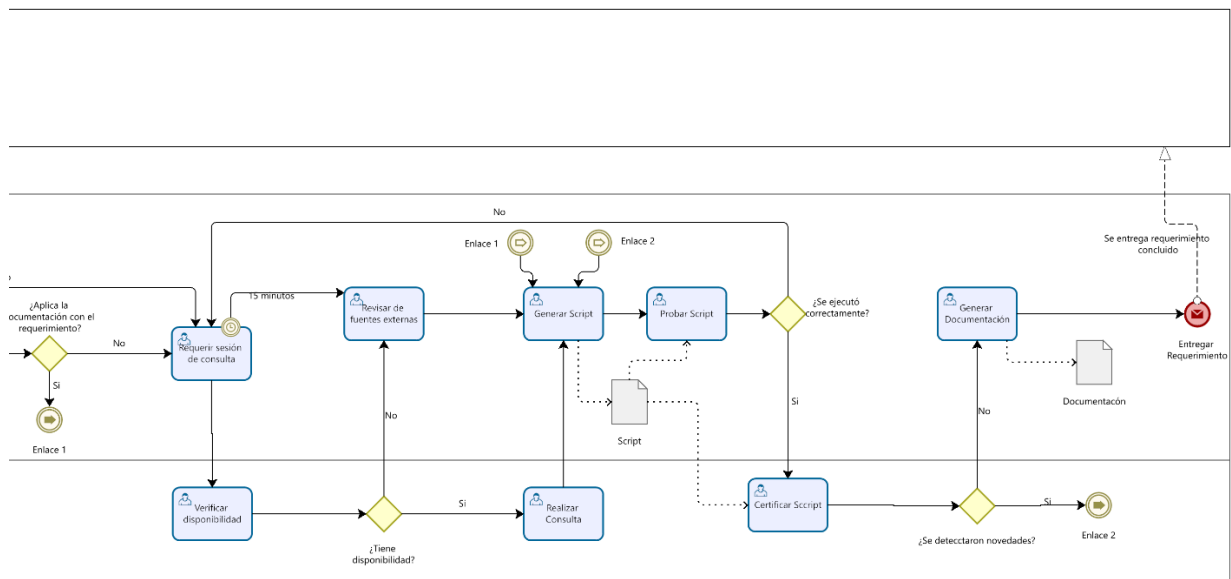 No
Enlace 1
Enlace 2
Se entrega requerimiento
concluido
15 minutos
¿Aplica la
documentación con el
requerimiento?
Revisar de
fuentes externas
Generar Script
Probar Script
¿Se ejecutó
correctamente?
Generar
Documentación
No
Requerir sesión
de consulta
Entregar
Requerimiento
Si
Enlace 1
No
Script
Si
No
Documentacón
Verificar
disponibilidad
Si
Realizar
Consulta
Certificar Sccript
Si
Enlace 2
¿Tiene
disponibilidad?
¿Se detecctaron novedades?